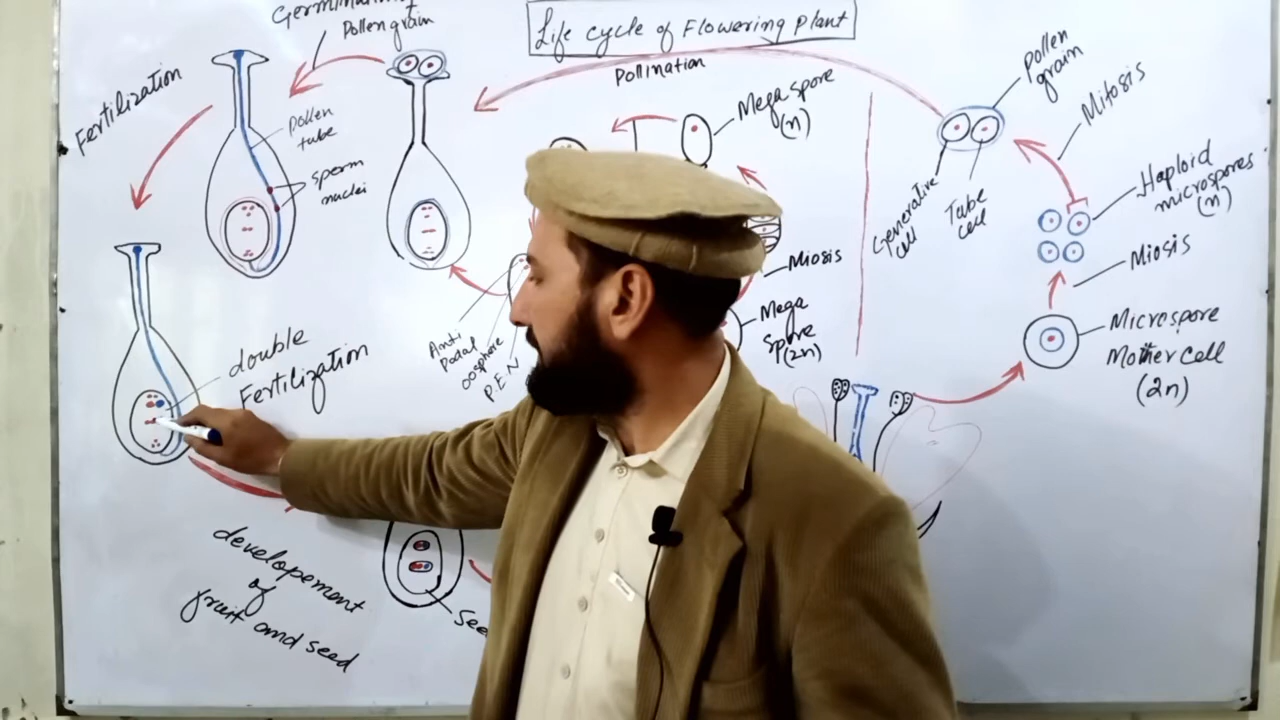 Life cycle of Flowering plant
Pollen grain
Fertilization
pollen
tube
sperm
nuclei
Pollination
Mega spore
(n)
Pollen
grain
Mitosis
Generative
cell
Tube
cell
Haploid
microspores
(n)
Miosis
Microspore
Mother cell
(2n)
Miosis
Mega
spore
(2n)
Anti
Podal
oosphere
P.E.N
double
Fertilization
developement
of
fruit and seed